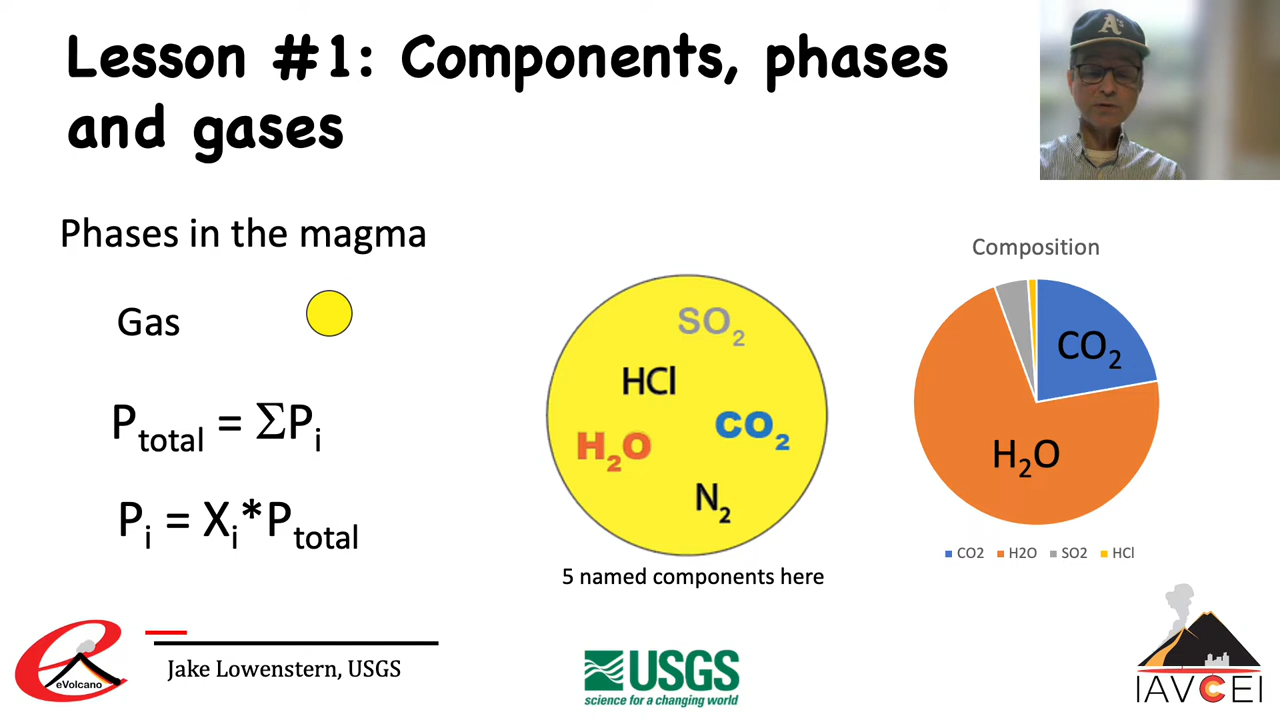 Lesson #1: Components, phases
and gases
A's
Phases in the magma
Gas
P_total = ΣP_i
P_i = X_i*P_total
SO₂
HCl
CO₂
H₂O
N₂
5 named components here
Composition
CO₂
H₂O
CO2 H2O SO2 HCl
eVolcano
Jake Lowenstern, USGS
USGS
science for a changing world
IAVCEI